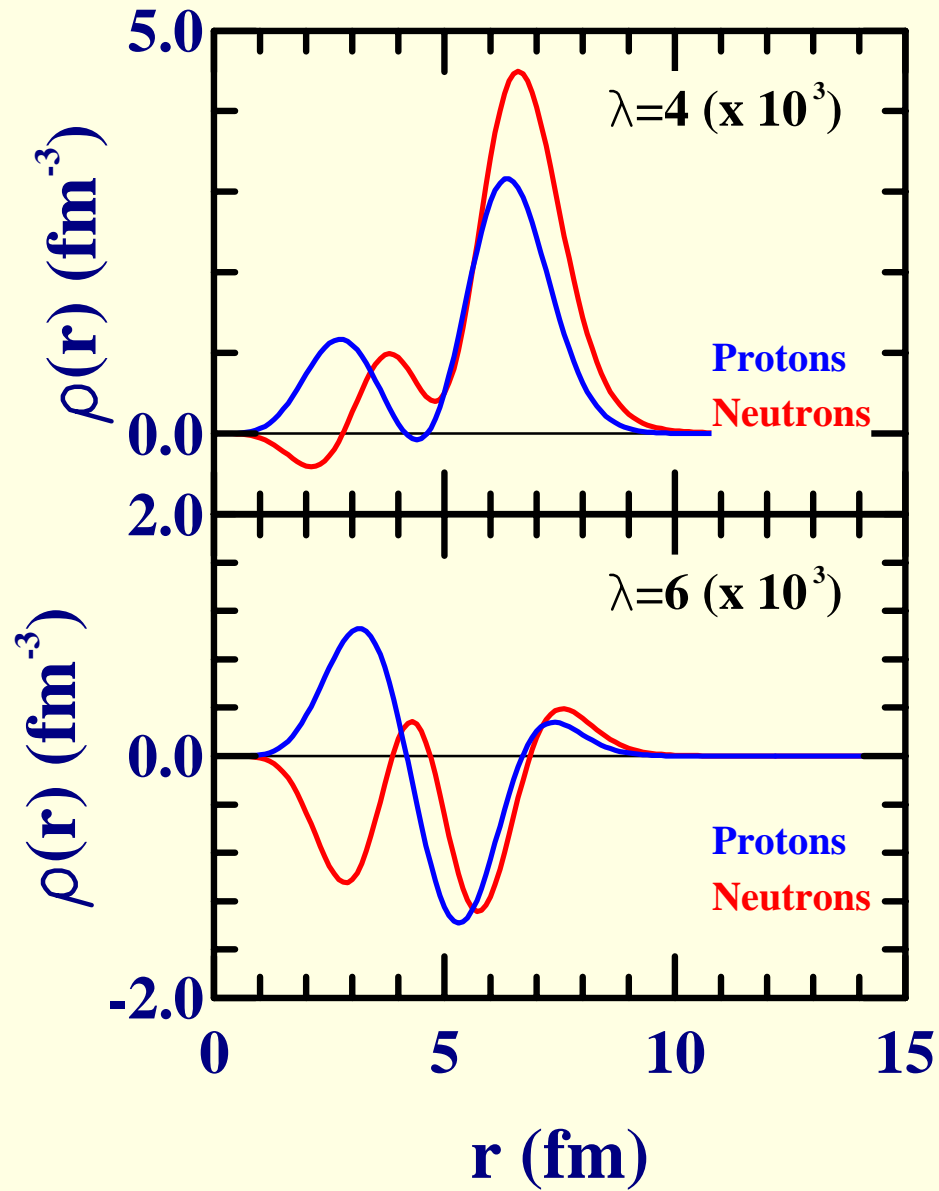 5.0
λ=4 (x 10³)
ρ(r) (fm⁻³)
Protons
Neutrons
0.0
2.0
λ=6 (x 10³)
ρ(r) (fm⁻³)
0.0
Protons
Neutrons
-2.0
0 5 10 15
r (fm)